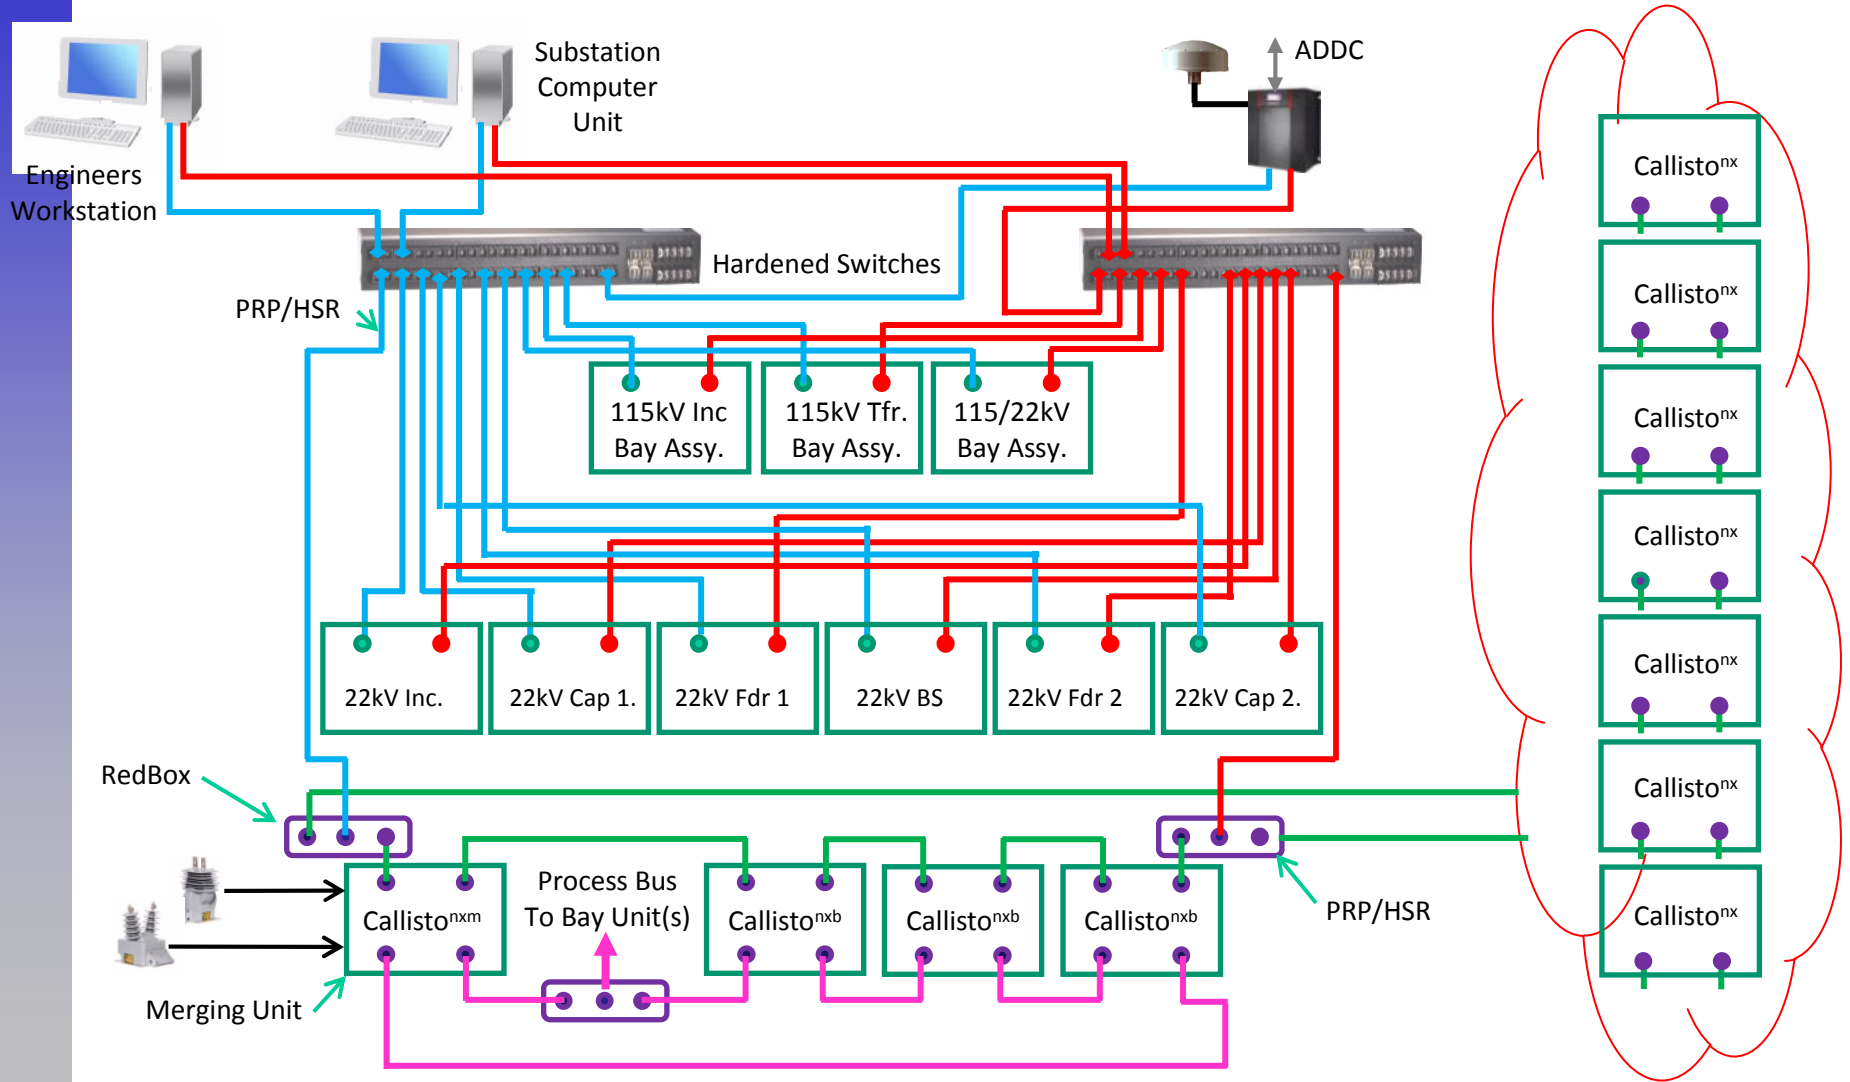 Substation
Computer
Unit
ADDC
Engineers
Workstation
Hardened Switches
PRP/HSR
115kV Inc
Bay Assy.
115kV Tfr.
Bay Assy.
115/22kV
Bay Assy.
22kV Inc.
22kV Cap 1.
22kV Fdr 1
22kV BS
22kV Fdr 2
22kV Cap 2.
RedBox
Process Bus
To Bay Unit(s)
Callistonxm
Callistonxb
Callistonxb
Callistonxb
PRP/HSR
Merging Unit
Callistonx
Callistonx
Callistonx
Callistonx
Callistonx
Callistonx
Callistonx